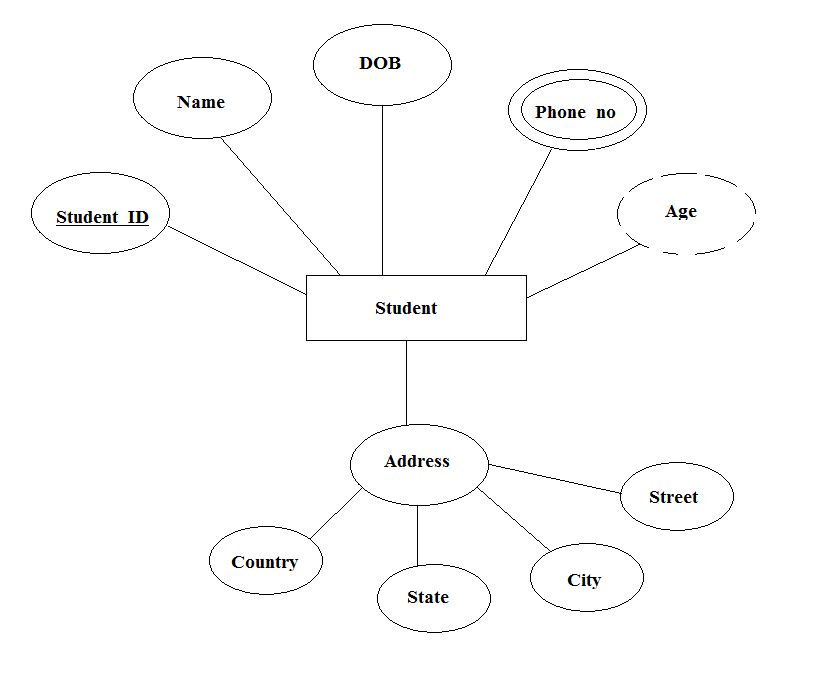 DOB
Name
Phone no
Student ID
Age
Student
Address
Street
Country
City
State